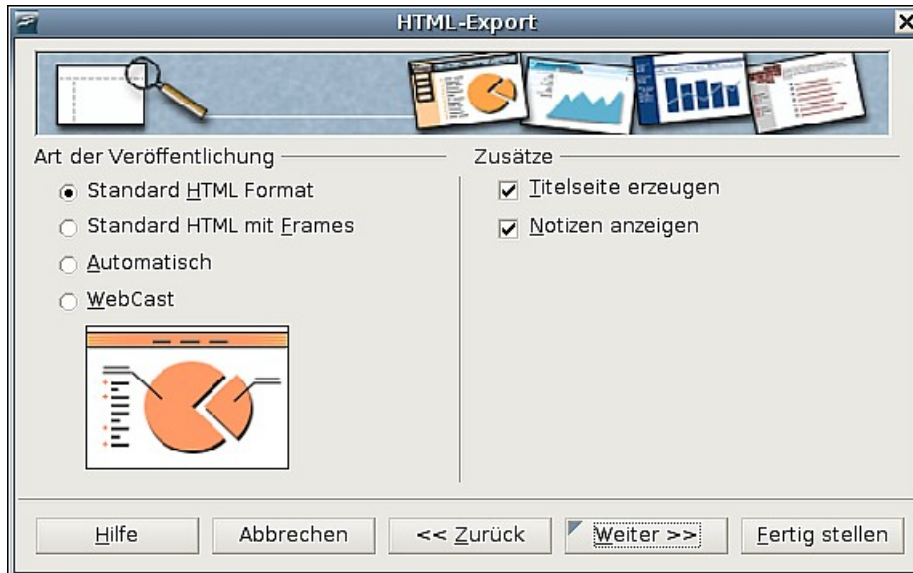 HTML-Export
Art der Veröffentlichung
Standard HTML Format
Standard HTML mit Frames
Automatisch
WebCast
Zusätze
Titelseite erzeugen
Notizen anzeigen
Hilfe
Abbrechen
<< Zurück
Weiter >>
Fertig stellen